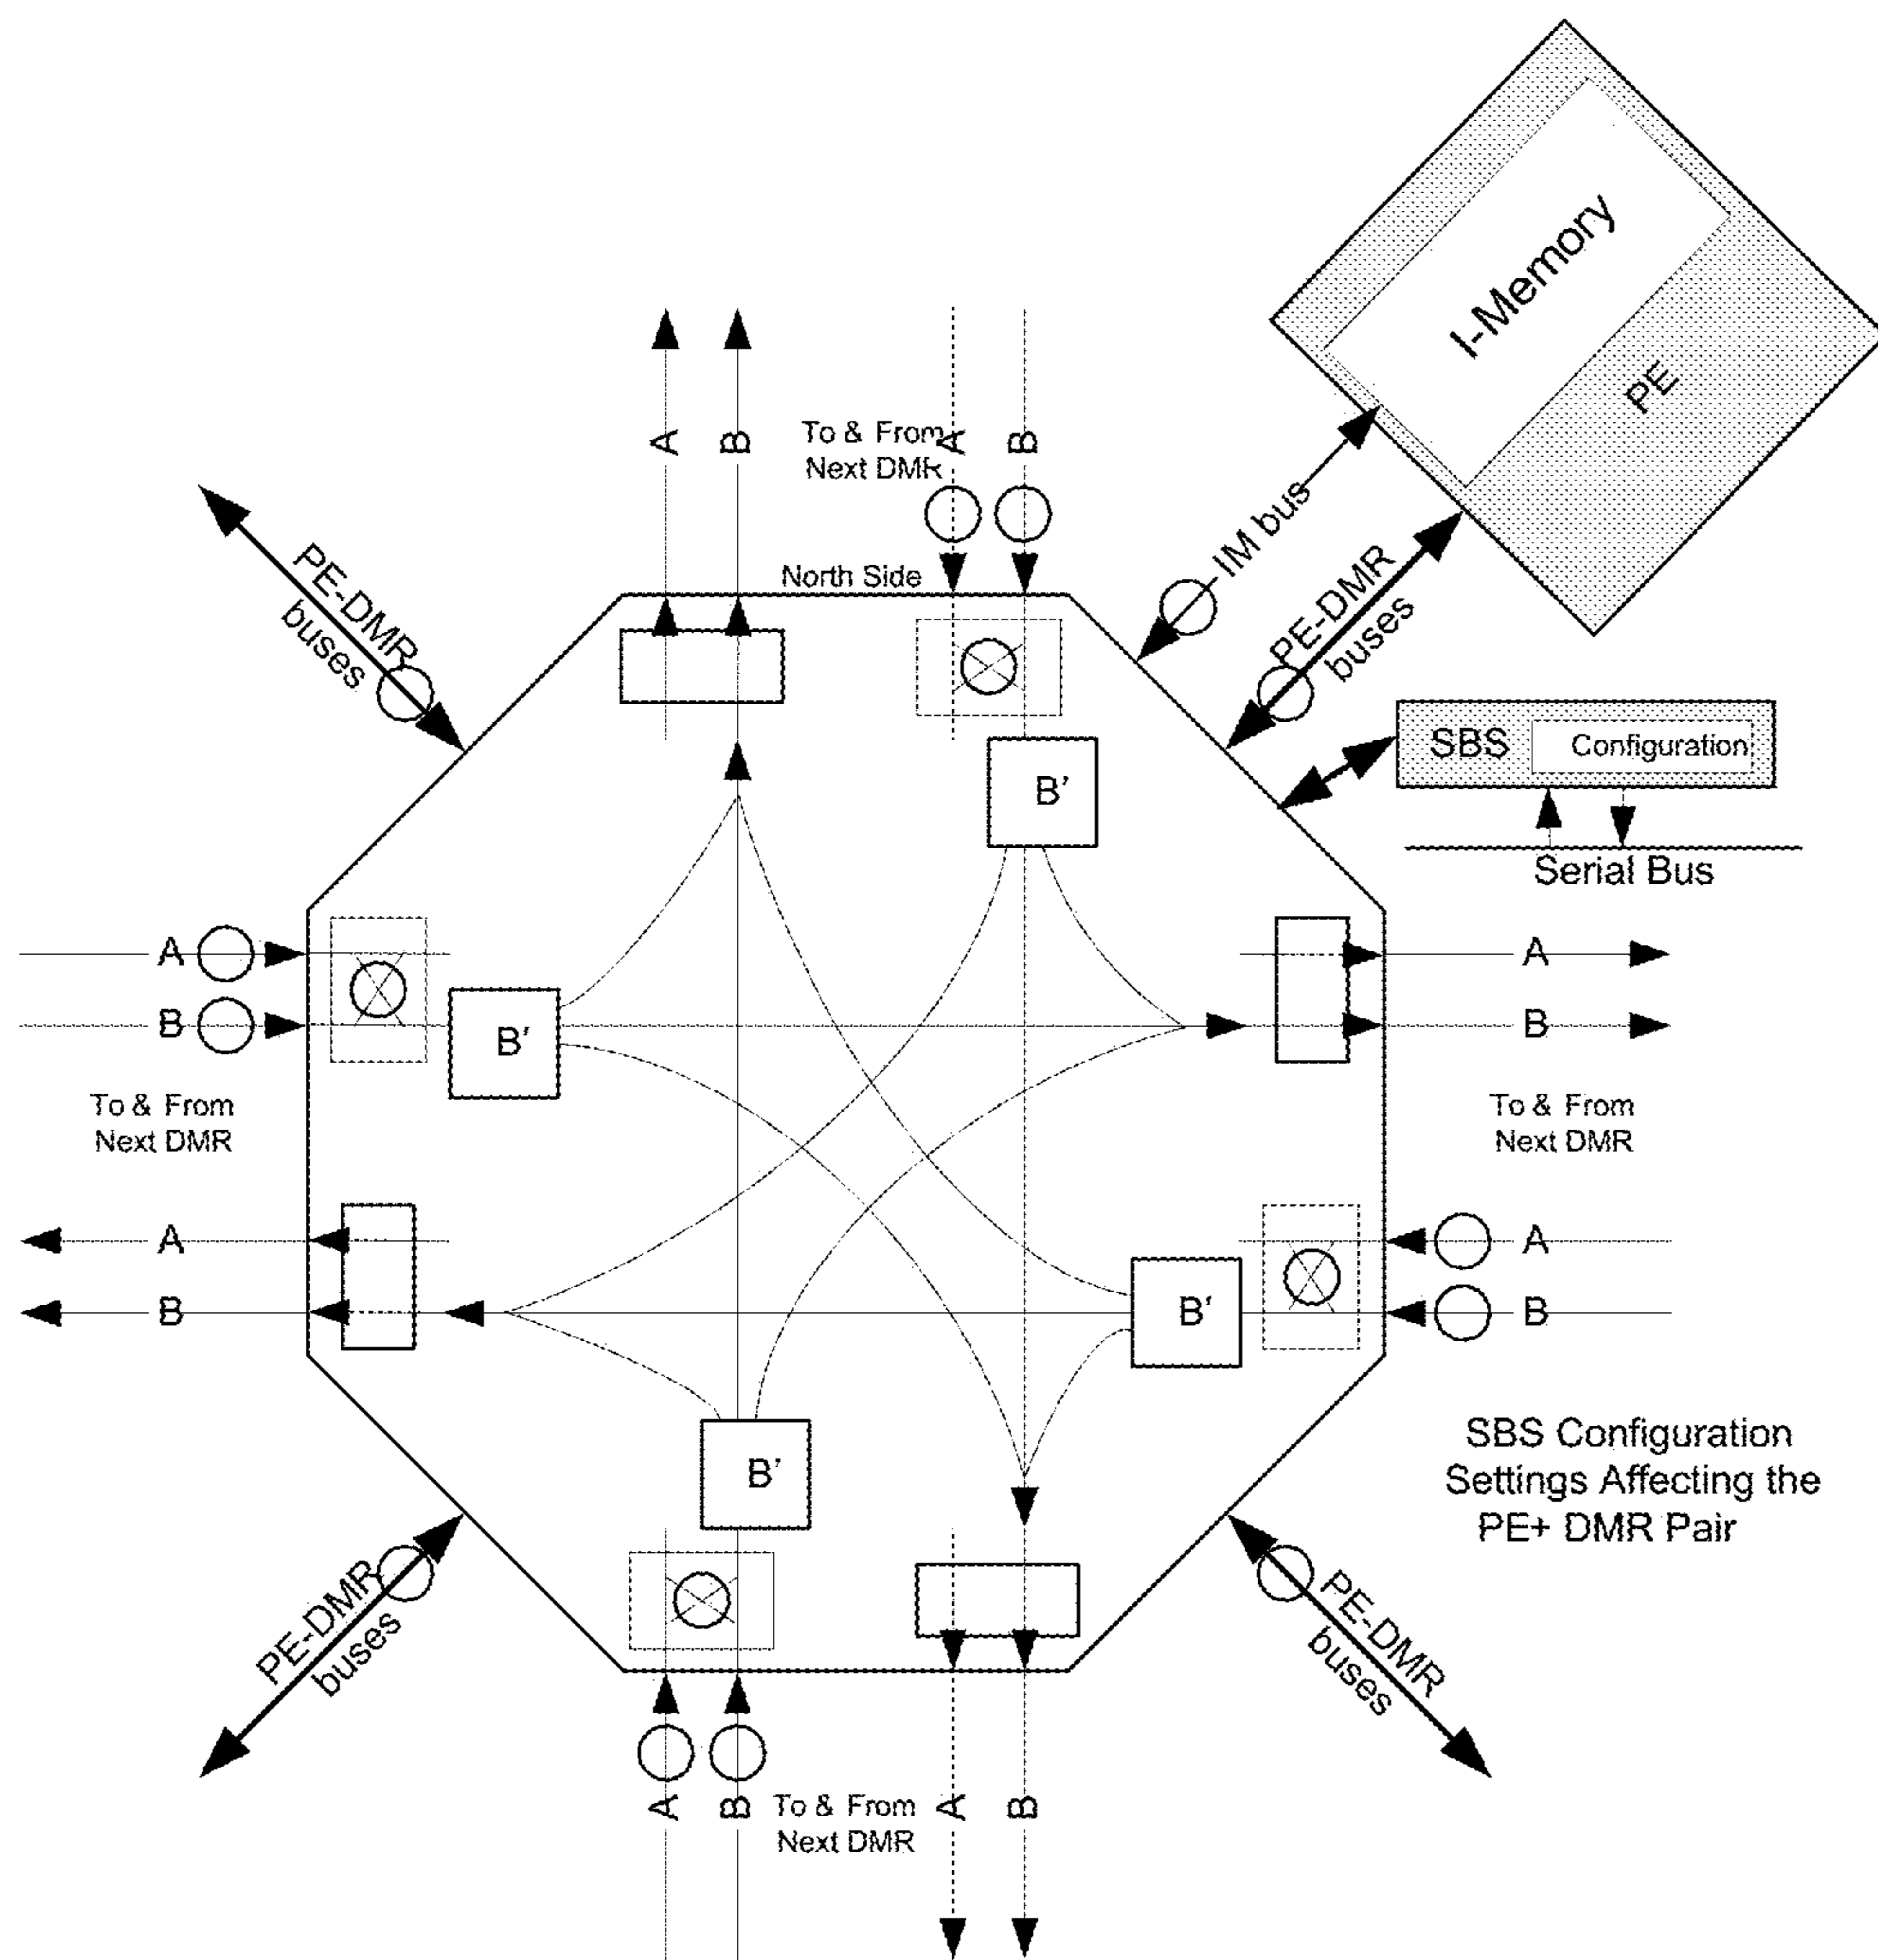 I-Memory
PE
A
B
To & From
Next DMR
A
B
IM bus
PE-DMR
buses
PE-DMR
buses
North Side
SBS
Configuration
Serial Bus
B'
A
B
B'
A
B
To & From
Next DMR
To & From
Next DMR
A
B
B'
A
B
B'
SBS Configuration
Settings Affecting the
PE+ DMR Pair
PE-DMR
buses
PE-DMR
buses
A
B
To & From
Next DMR
A
B